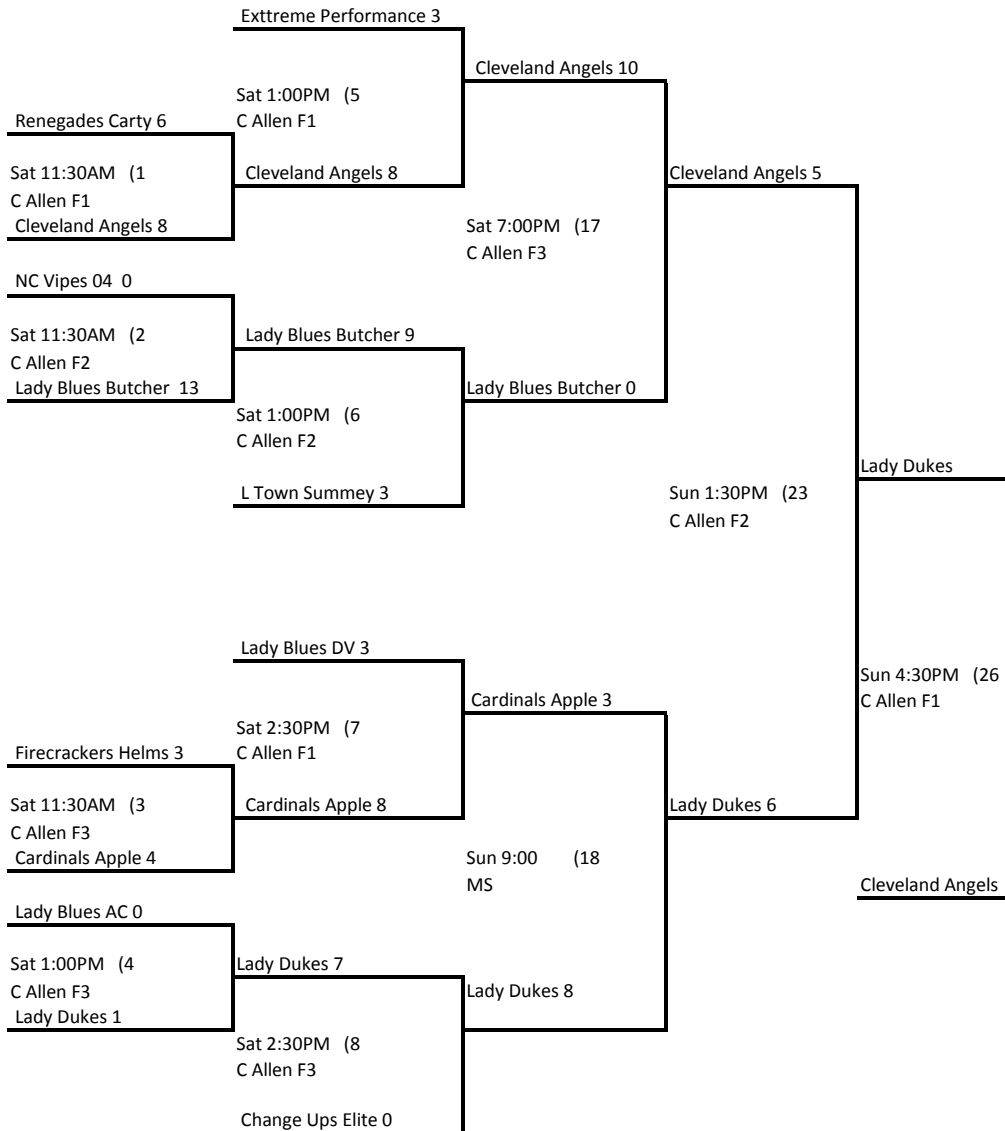 Exttreme Performance 3
Cleveland Angels 10
Sat 1:00PM (5
C Allen F1
Renegades Carty 6
Sat 11:30AM (1
C Allen F1
Cleveland Angels 8
Cleveland Angels 8
Cleveland Angels 5
Sat 7:00PM (17
C Allen F3
NC Vipes 04 0
Sat 11:30AM (2
C Allen F2
Lady Blues Butcher 9
Lady Blues Butcher 13
Lady Blues Butcher 0
Sat 1:00PM (6
C Allen F2
L Town Summey 3
Sun 1:30PM (23
C Allen F2
Lady Dukes
Lady Blues DV 3
Cardinals Apple 3
Sun 4:30PM (26
C Allen F1
Sat 2:30PM (7
C Allen F1
Firecrackers Helms 3
Sat 11:30AM (3
C Allen F3
Cardinals Apple 8
Lady Dukes 6
Cardinals Apple 4
Sun 9:00 (18
MS
Cleveland Angels
Lady Blues AC 0
Sat 1:00PM (4
C Allen F3
Lady Dukes 7
Lady Dukes 8
Lady Dukes 1
Sat 2:30PM (8
C Allen F3
Change Ups Elite 0